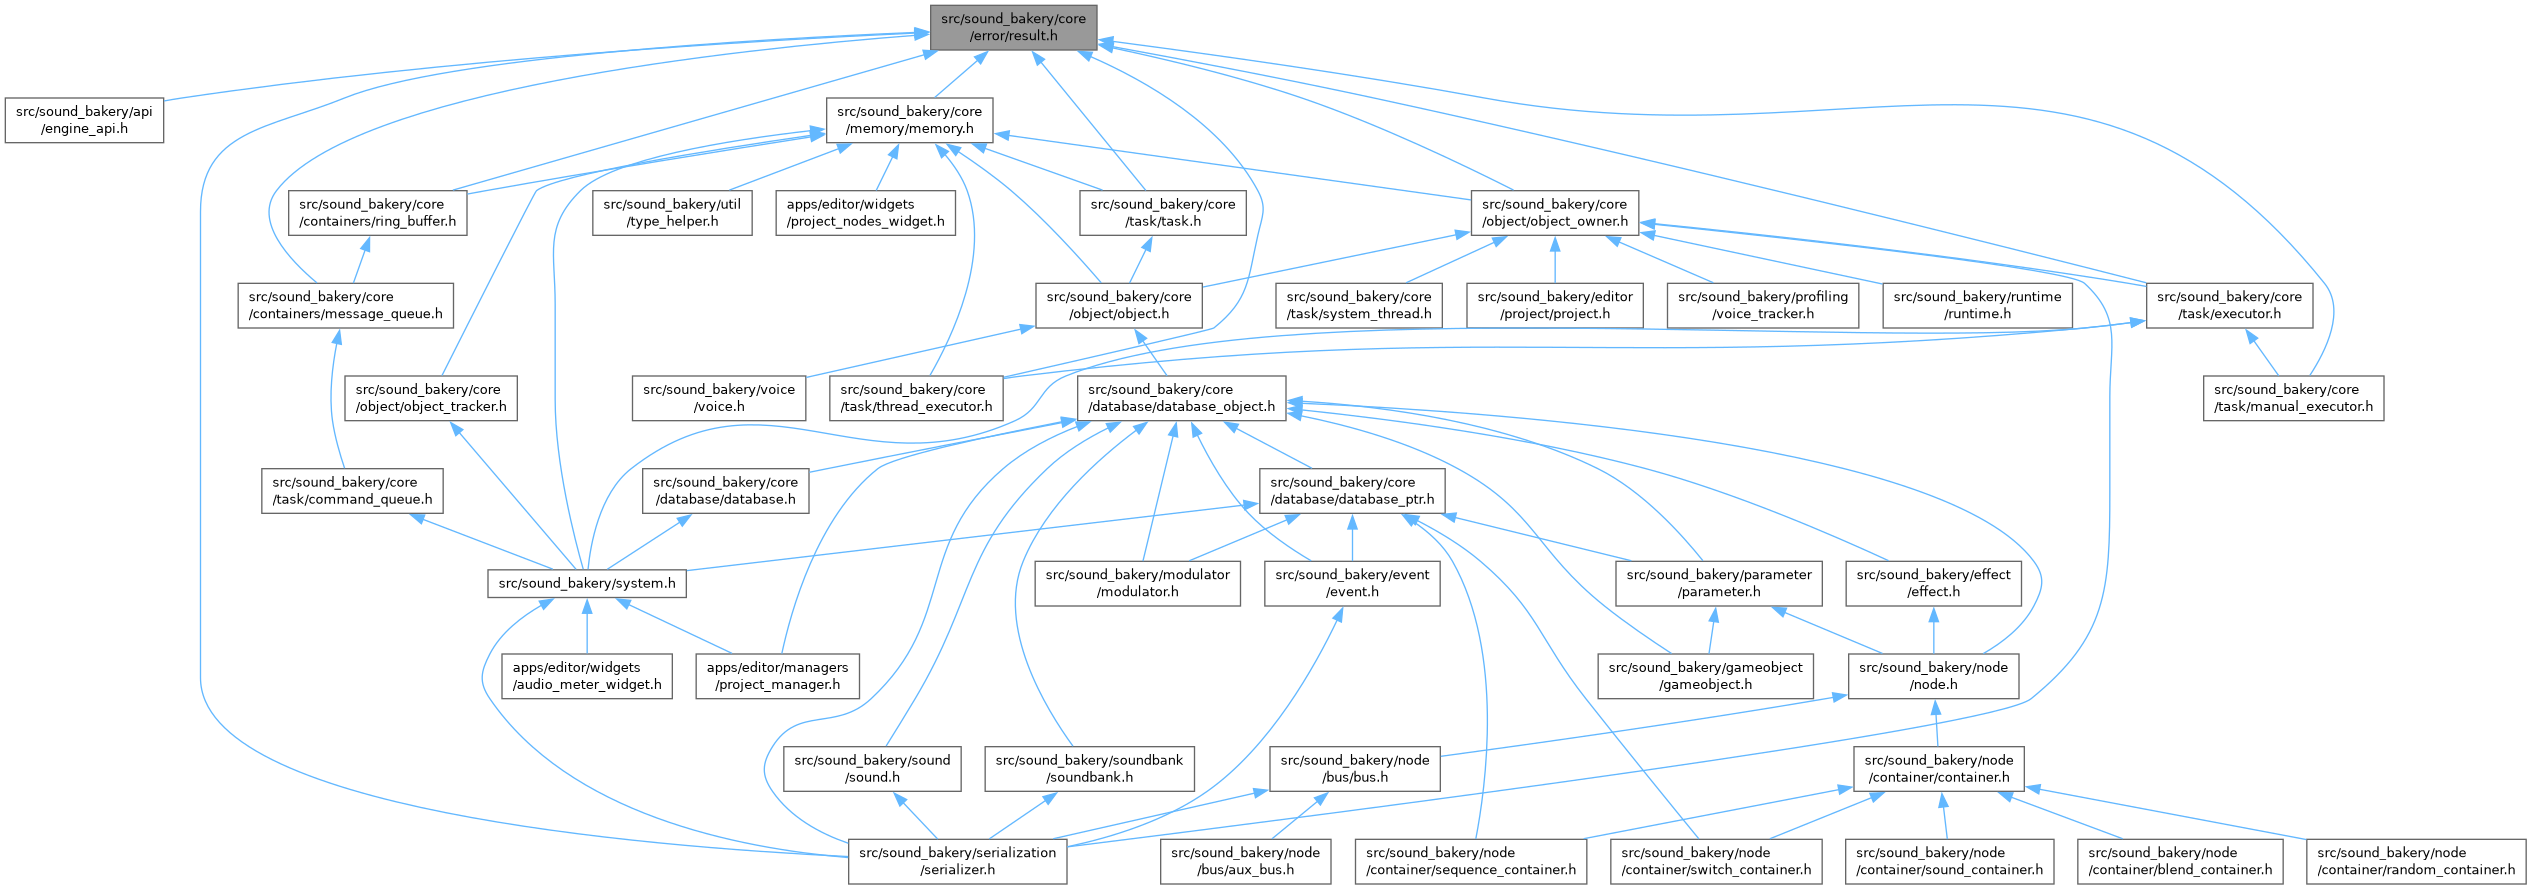 src/sound_bakery/core
/error/result.h
src/sound_bakery/api
/engine_api.h
src/sound_bakery/core
/memory/memory.h
src/sound_bakery/core
/containers/ring_buffer.h
src/sound_bakery/util
/type_helper.h
apps/editor/widgets
/project_nodes_widget.h
src/sound_bakery/core
/task/task.h
src/sound_bakery/core
/object/object_owner.h
src/sound_bakery/core
/containers/message_queue.h
src/sound_bakery/core
/object/object.h
src/sound_bakery/core
/task/system_thread.h
src/sound_bakery/editor
/project/project.h
src/sound_bakery/profiling
/voice_tracker.h
src/sound_bakery/runtime
/runtime.h
src/sound_bakery/core
/task/executor.h
src/sound_bakery/core
/object/object_tracker.h
src/sound_bakery/voice
/voice.h
src/sound_bakery/core
/task/thread_executor.h
src/sound_bakery/core
/database/database_object.h
src/sound_bakery/core
/task/manual_executor.h
src/sound_bakery/core
/task/command_queue.h
src/sound_bakery/core
/database/database.h
src/sound_bakery/core
/database/database_ptr.h
src/sound_bakery/system.h
src/sound_bakery/modulator
/modulator.h
src/sound_bakery/event
/event.h
src/sound_bakery/parameter
/parameter.h
src/sound_bakery/effect
/effect.h
apps/editor/widgets
/audio_meter_widget.h
apps/editor/managers
/project_manager.h
src/sound_bakery/gameobject
/gameobject.h
src/sound_bakery/node
/node.h
src/sound_bakery/sound
/sound.h
src/sound_bakery/soundbank
/soundbank.h
src/sound_bakery/node
/bus/bus.h
src/sound_bakery/node
/container/container.h
src/sound_bakery/serialization
/serializer.h
src/sound_bakery/node
/bus/aux_bus.h
src/sound_bakery/node
/container/sequence_container.h
src/sound_bakery/node
/container/switch_container.h
src/sound_bakery/node
/container/sound_container.h
src/sound_bakery/node
/container/blend_container.h
src/sound_bakery/node
/container/random_container.h